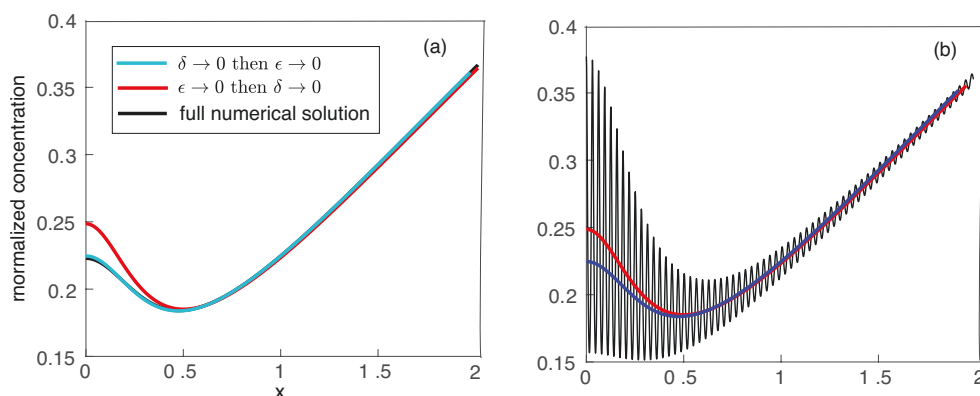 0.4
(a)
δ → 0 then ϵ → 0
ϵ → 0 then δ → 0
full numerical solution
0.35
0.3
0.25
0.2
0.15
rmormalized concentration
0 0.5 1 1.5 2
x
0.4
(b)
0.35
0.3
0.25
0.2
0.15
0 0.5 1 1.5 2